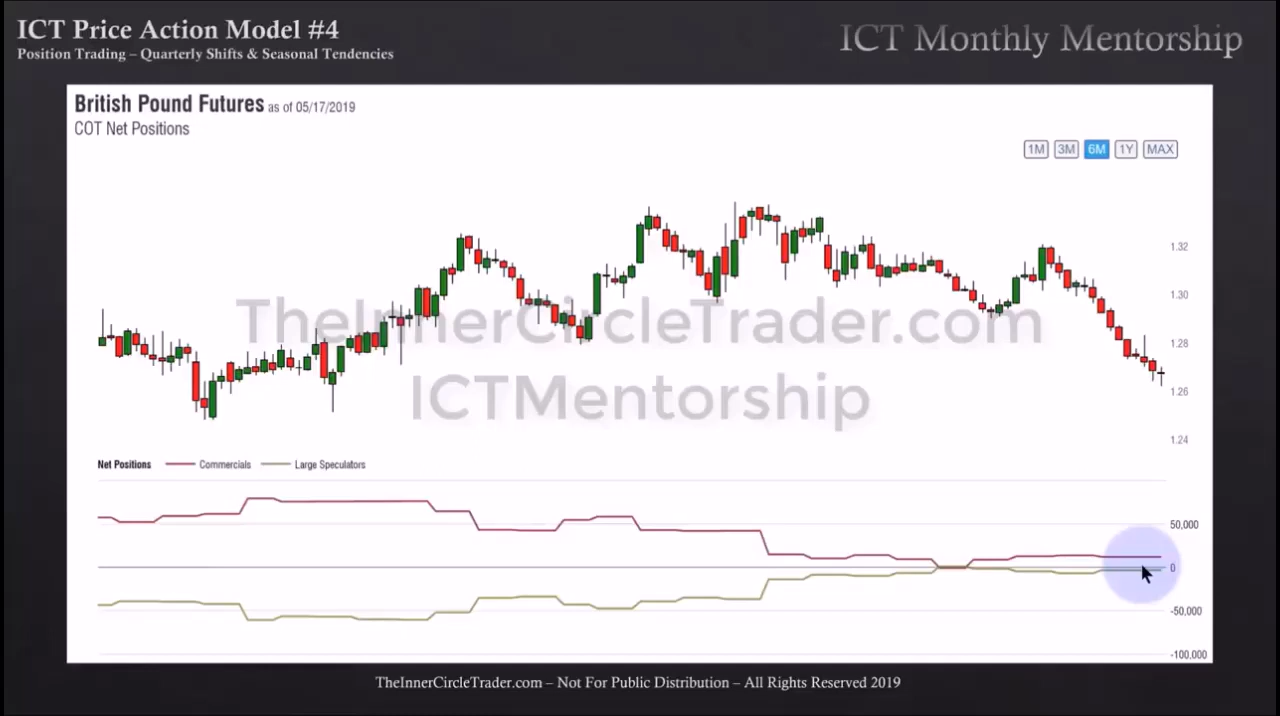 ICT Price Action Model #4
Position Trading – Quarterly Shifts & Seasonal Tendencies
ICT Monthly Mentorship
British Pound Futures as of 05/17/2019
COT Net Positions
1M 3M 6M 1Y MAX
1.32
1.30
TheInnerCircleTrader.com
1.28
ICTMentorship
1.26
1.24
Net Positions Commercials Large Speculators
50,000
0
-50,000
-100,000
TheInnerCircleTrader.com – Not For Public Distribution – All Rights Reserved 2019